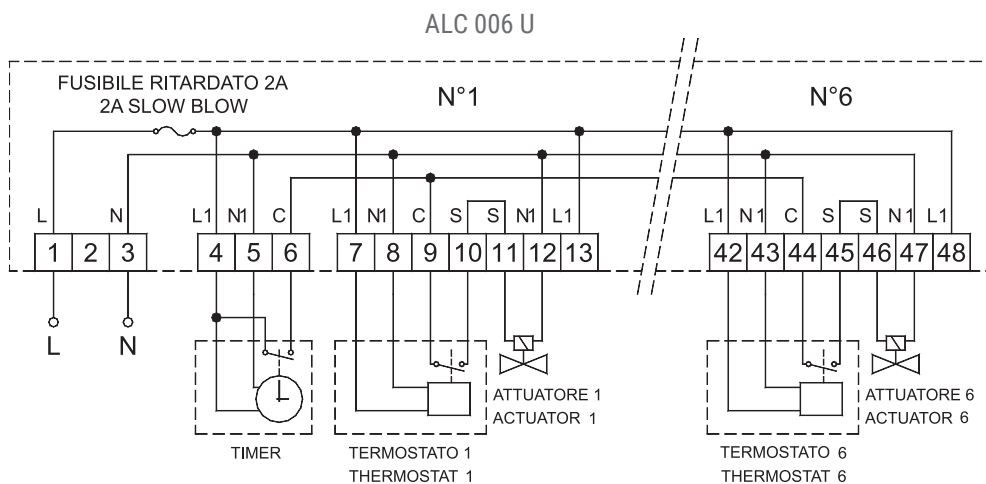 ALC 006 U
FUSIBILE RITARDATO 2A
2A SLOW BLOW
N°1
N°6
L N L1 N1 C L1 N1 C S S N1 L1 L1 N1 C S S N1 L1
1 2 3 4 5 6 7 8 9 10 11 12 13 42 43 44 45 46 47 48
L N
ATTUATORE 1
ACTUATOR 1
ATTUATORE 6
ACTUATOR 6
TIMER
TERMOSTATO 1
THERMOSTAT 1
TERMOSTATO 6
THERMOSTAT 6